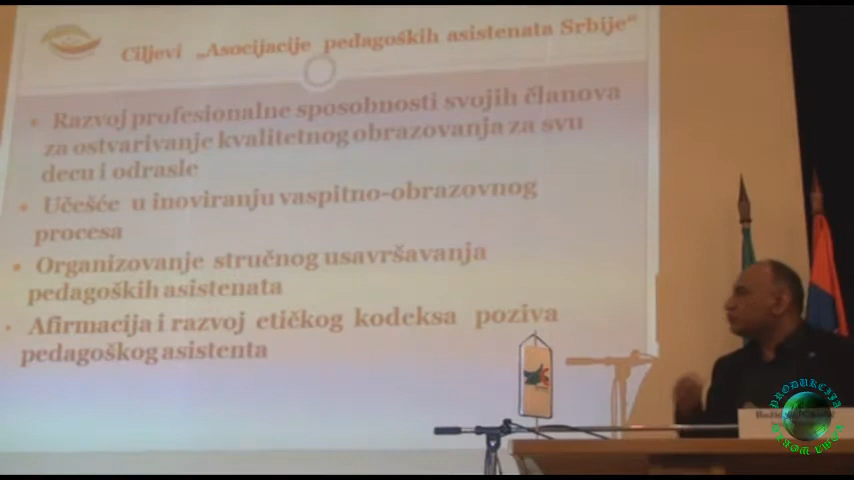 Ciljevi „Asocijacije pedagoških asistenata Srbije“
Razvoj profesionalne sposobnosti svojih članova
za ostvarivanje kvalitetnog obrazovanja za svu
decu i odrasle
Učešće u inoviranju vaspitno-obrazovnog
procesa
Organizovanje stručnog usavršavanja
pedagoških asistenata
Afirmacija i razvoj etičkog kodeksa poziva
pedagoškog asistenta
PRODUKCIJA